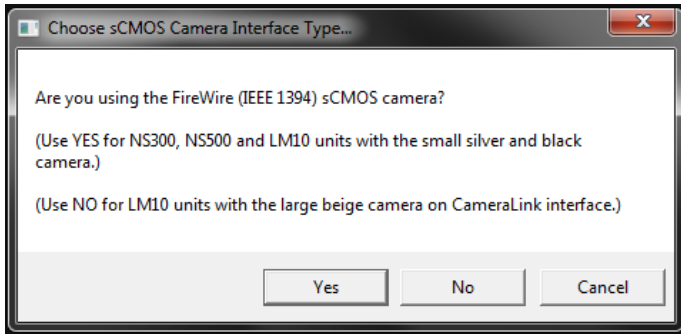 Choose sCMOS Camera Interface Type...
Are you using the FireWire (IEEE 1394) sCMOS camera?
(Use YES for NS300, NS500 and LM10 units with the small silver and black
camera.)
(Use NO for LM10 units with the large beige camera on CameraLink interface.)
Yes No Cancel